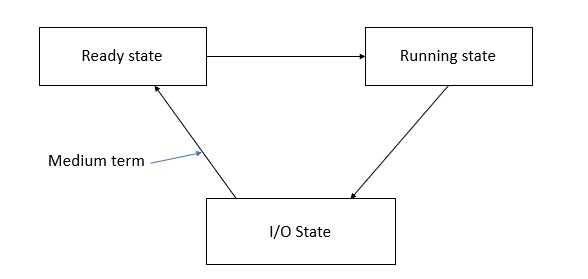 Ready state
Running state
Medium term
I/O State